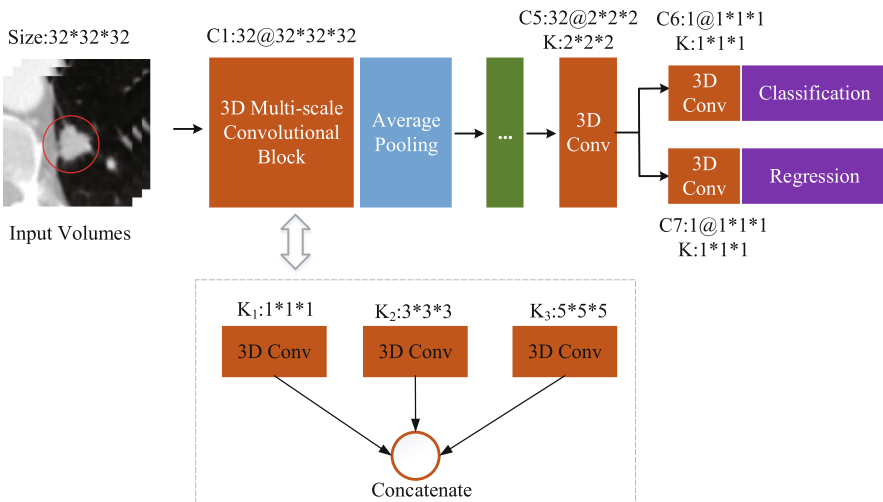 Size:32*32*32
C1:32@32*32*32
C5:32@2*2*2
K:2*2*2
C6:1@1*1*1
K:1*1*1
3D Multi-scale
Convolutional
Block
Average
Pooling
...
3D
Conv
3D
Conv
Classification
3D
Conv
Regression
Input Volumes
C7:1@1*1*1
K:1*1*1
K₁:1*1*1
K₂:3*3*3
K₃:5*5*5
3D Conv
3D Conv
3D Conv
Concatenate